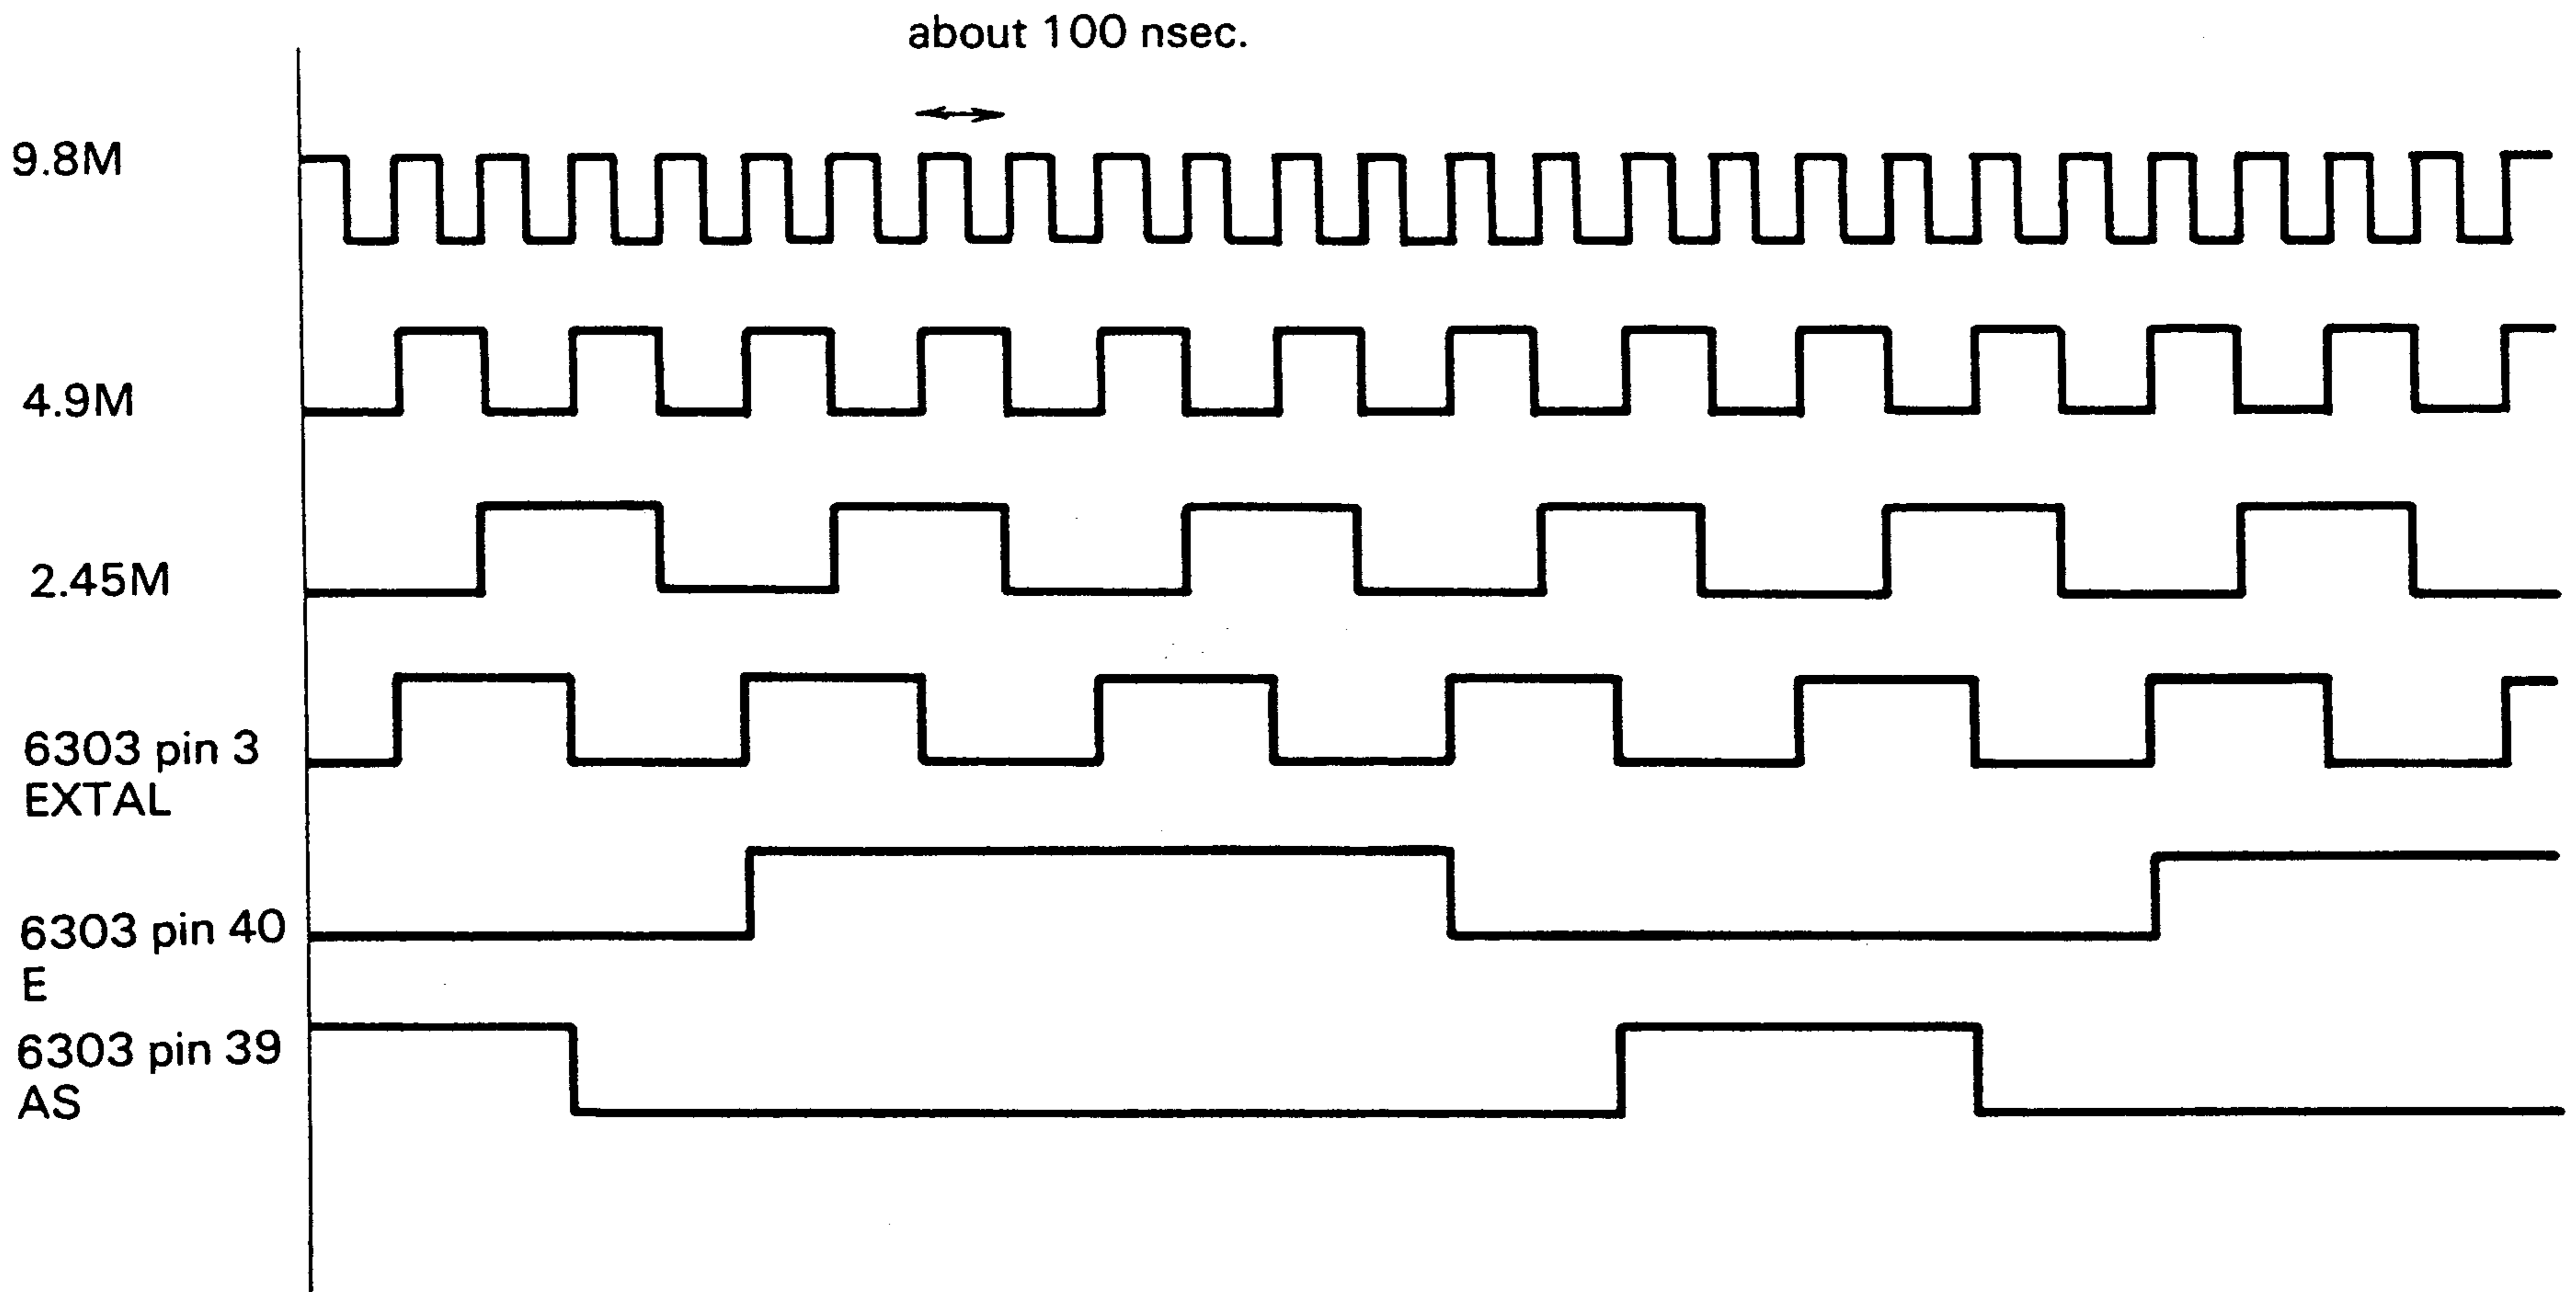 about 100 nsec.
9.8M
4.9M
2.45M
6303 pin 3
EXTAL
6303 pin 40
E
6303 pin 39
AS